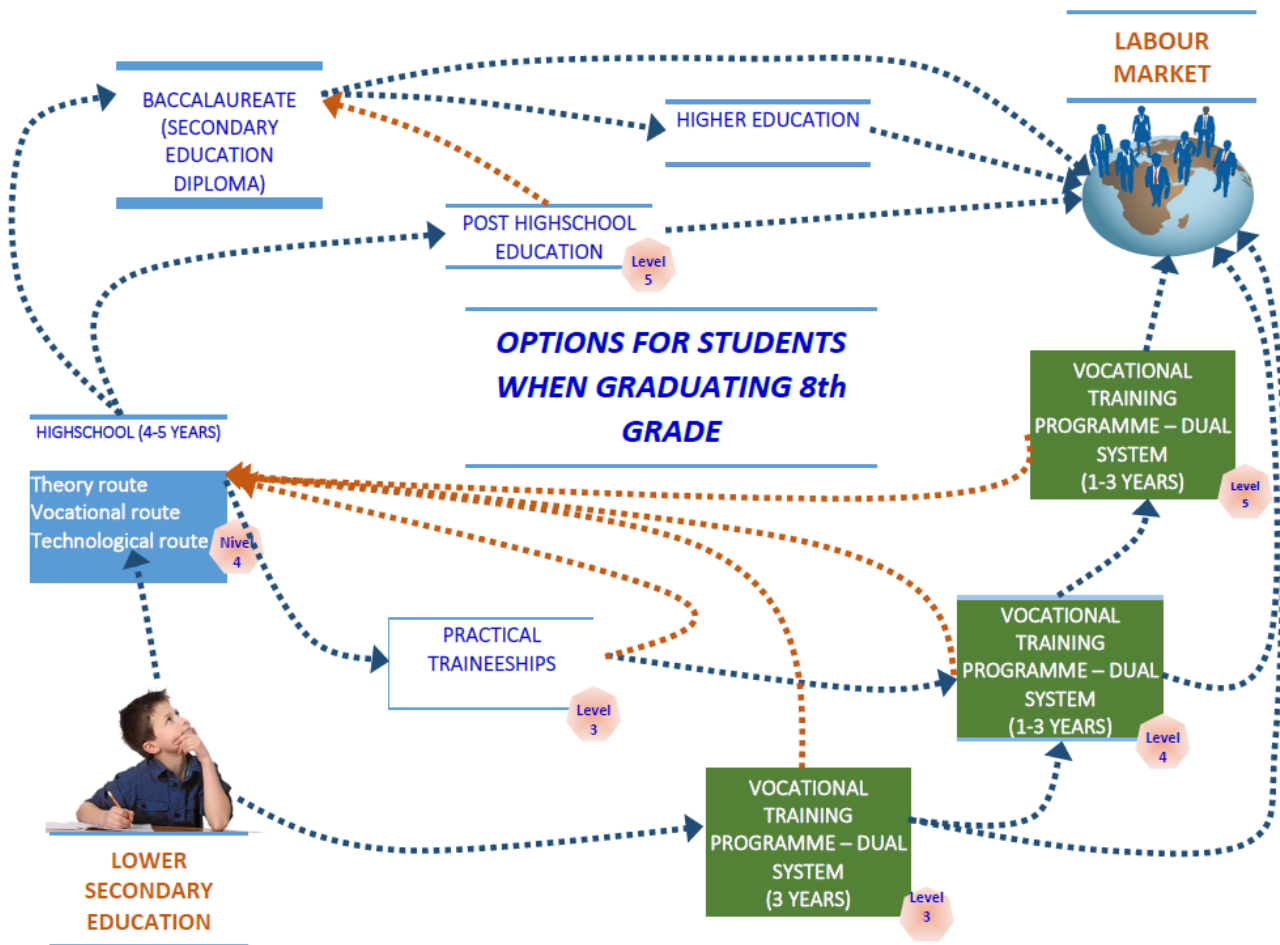 LABOUR
MARKET
BACCALAUREATE
(SECONDARY
EDUCATION
DIPLOMA)
HIGHER EDUCATION
POST HIGHSCHOOL
EDUCATION
Level
5
OPTIONS FOR STUDENTS
WHEN GRADUATING 8th
GRADE
VOCATIONAL
TRAINING
PROGRAMME – DUAL
SYSTEM
(1-3 YEARS)
Level
5
HIGHSCHOOL (4-5 YEARS)
Theory route
Vocational route
Technological route
Nivel
4
PRACTICAL
TRAINEESHIPS
Level
3
VOCATIONAL
TRAINING
PROGRAMME – DUAL
SYSTEM
(1-3 YEARS)
Level
4
VOCATIONAL
TRAINING
PROGRAMME – DUAL
SYSTEM
(3 YEARS)
Level
3
LOWER
SECONDARY
EDUCATION